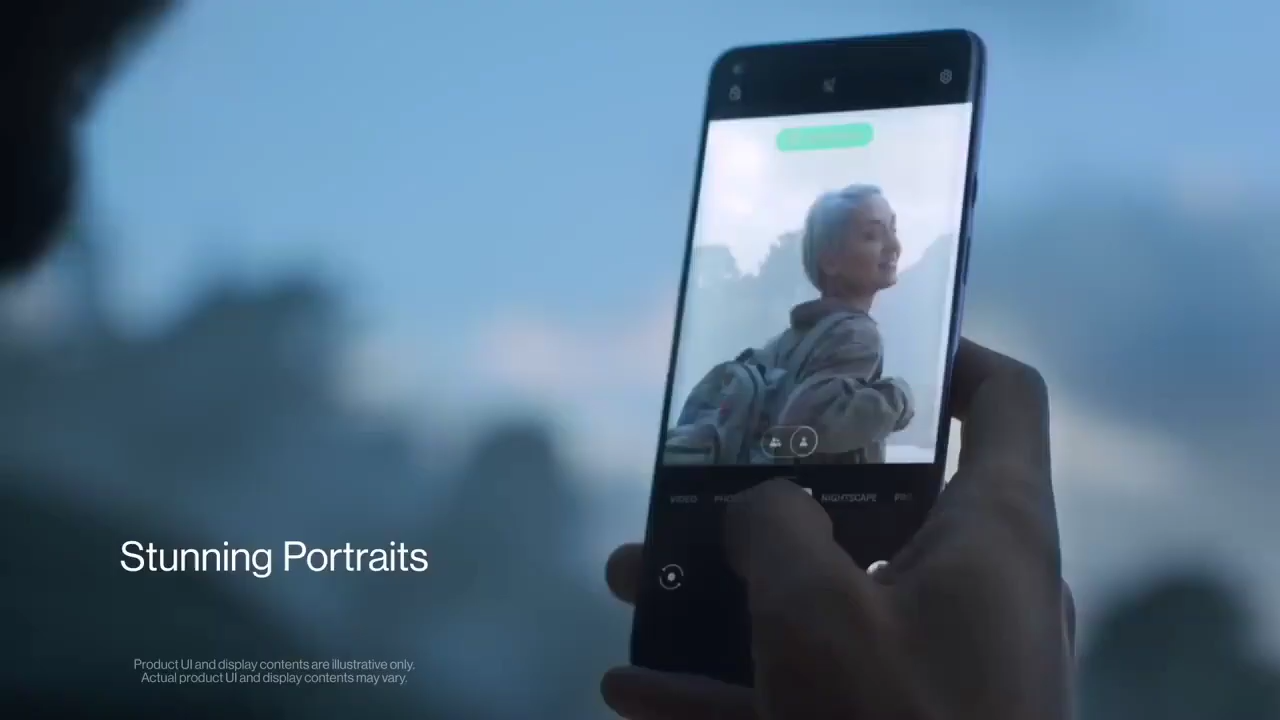 Stunning Portraits
Product UI and display contents are illustrative only.
Actual product UI and display contents may vary.
VIDEO
NIGHTSCAPE